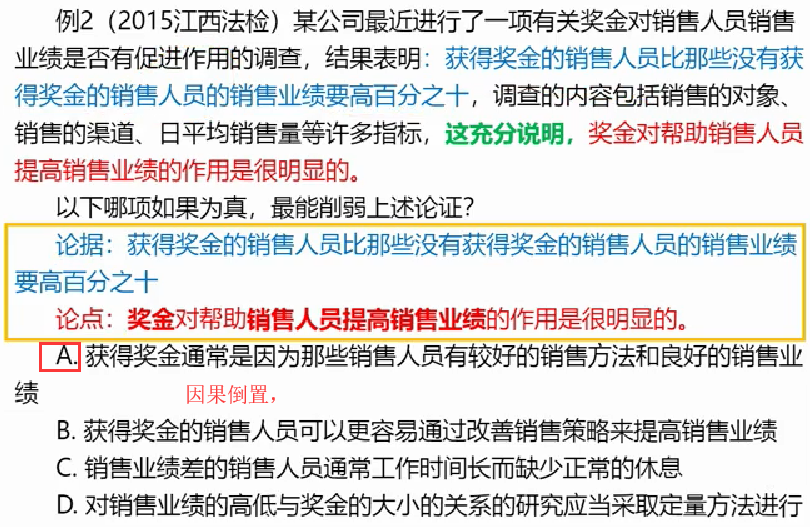 例2（2015江西法检）某公司最近进行了一项有关奖金对销售人员销售
业绩是否有促进作用的调查，结果表明：获得奖金的销售人员比那些没有获
得奖金的销售人员的销售业绩要高百分之十，调查的内容包括销售的对象、
销售的渠道、日平均销售量等许多指标，这充分说明，奖金对帮助销售人员
提高销售业绩的作用是很明显的。
以下哪项如果为真，最能削弱上述论证？
论据：获得奖金的销售人员比那些没有获得奖金的销售人员的销售业绩
要高百分之十
论点：奖金对帮助销售人员提高销售业绩的作用是很明显的。
A. 获得奖金通常是因为那些销售人员有较好的销售方法和良好的销售业
绩
因果倒置，
B. 获得奖金的销售人员可以更容易通过改善销售策略来提高销售业绩
C. 销售业绩差的销售人员通常工作时间长而缺少正常的休息
D. 对销售业绩的高低与奖金的大小的关系的研究应当采取定量方法进行